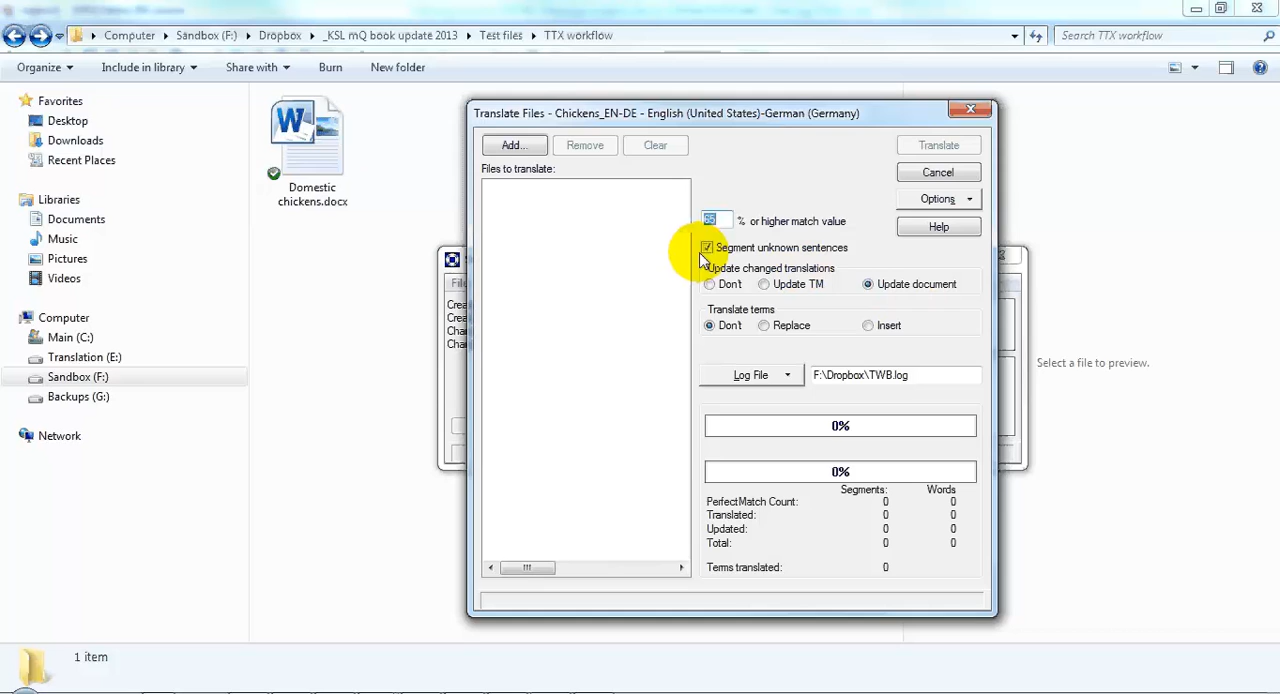 Computer
Sandbox (F:)
Dropbox
_KSL mQ book update 2013
Test files
TTX workflow
Search TTX workflow
Organize
Include in library
Share with
Burn
New folder
Favorites
Desktop
Downloads
Recent Places
Libraries
Documents
Music
Pictures
Videos
Computer
Main (C:)
Translation (E:)
Sandbox (F:)
Backups (G:)
Network
Domestic
chickens.docx
Translate Files - Chickens_EN-DE - English (United States)-German (Germany)
Add...
Remove
Clear
Translate
Files to translate:
Cancel
Options
Help
65 % or higher match value
Segment unknown sentences
Update changed translations
Don't
Update TM
Update document
Translate terms
Don't
Replace
Insert
Log File
F:\Dropbox\TWB.log
0%
0%
Segments: Words
PerfectMatch Count: 0 0
Translated: 0 0
Updated: 0 0
Total: 0 0
Terms translated: 0
Select a file to preview.
1 item